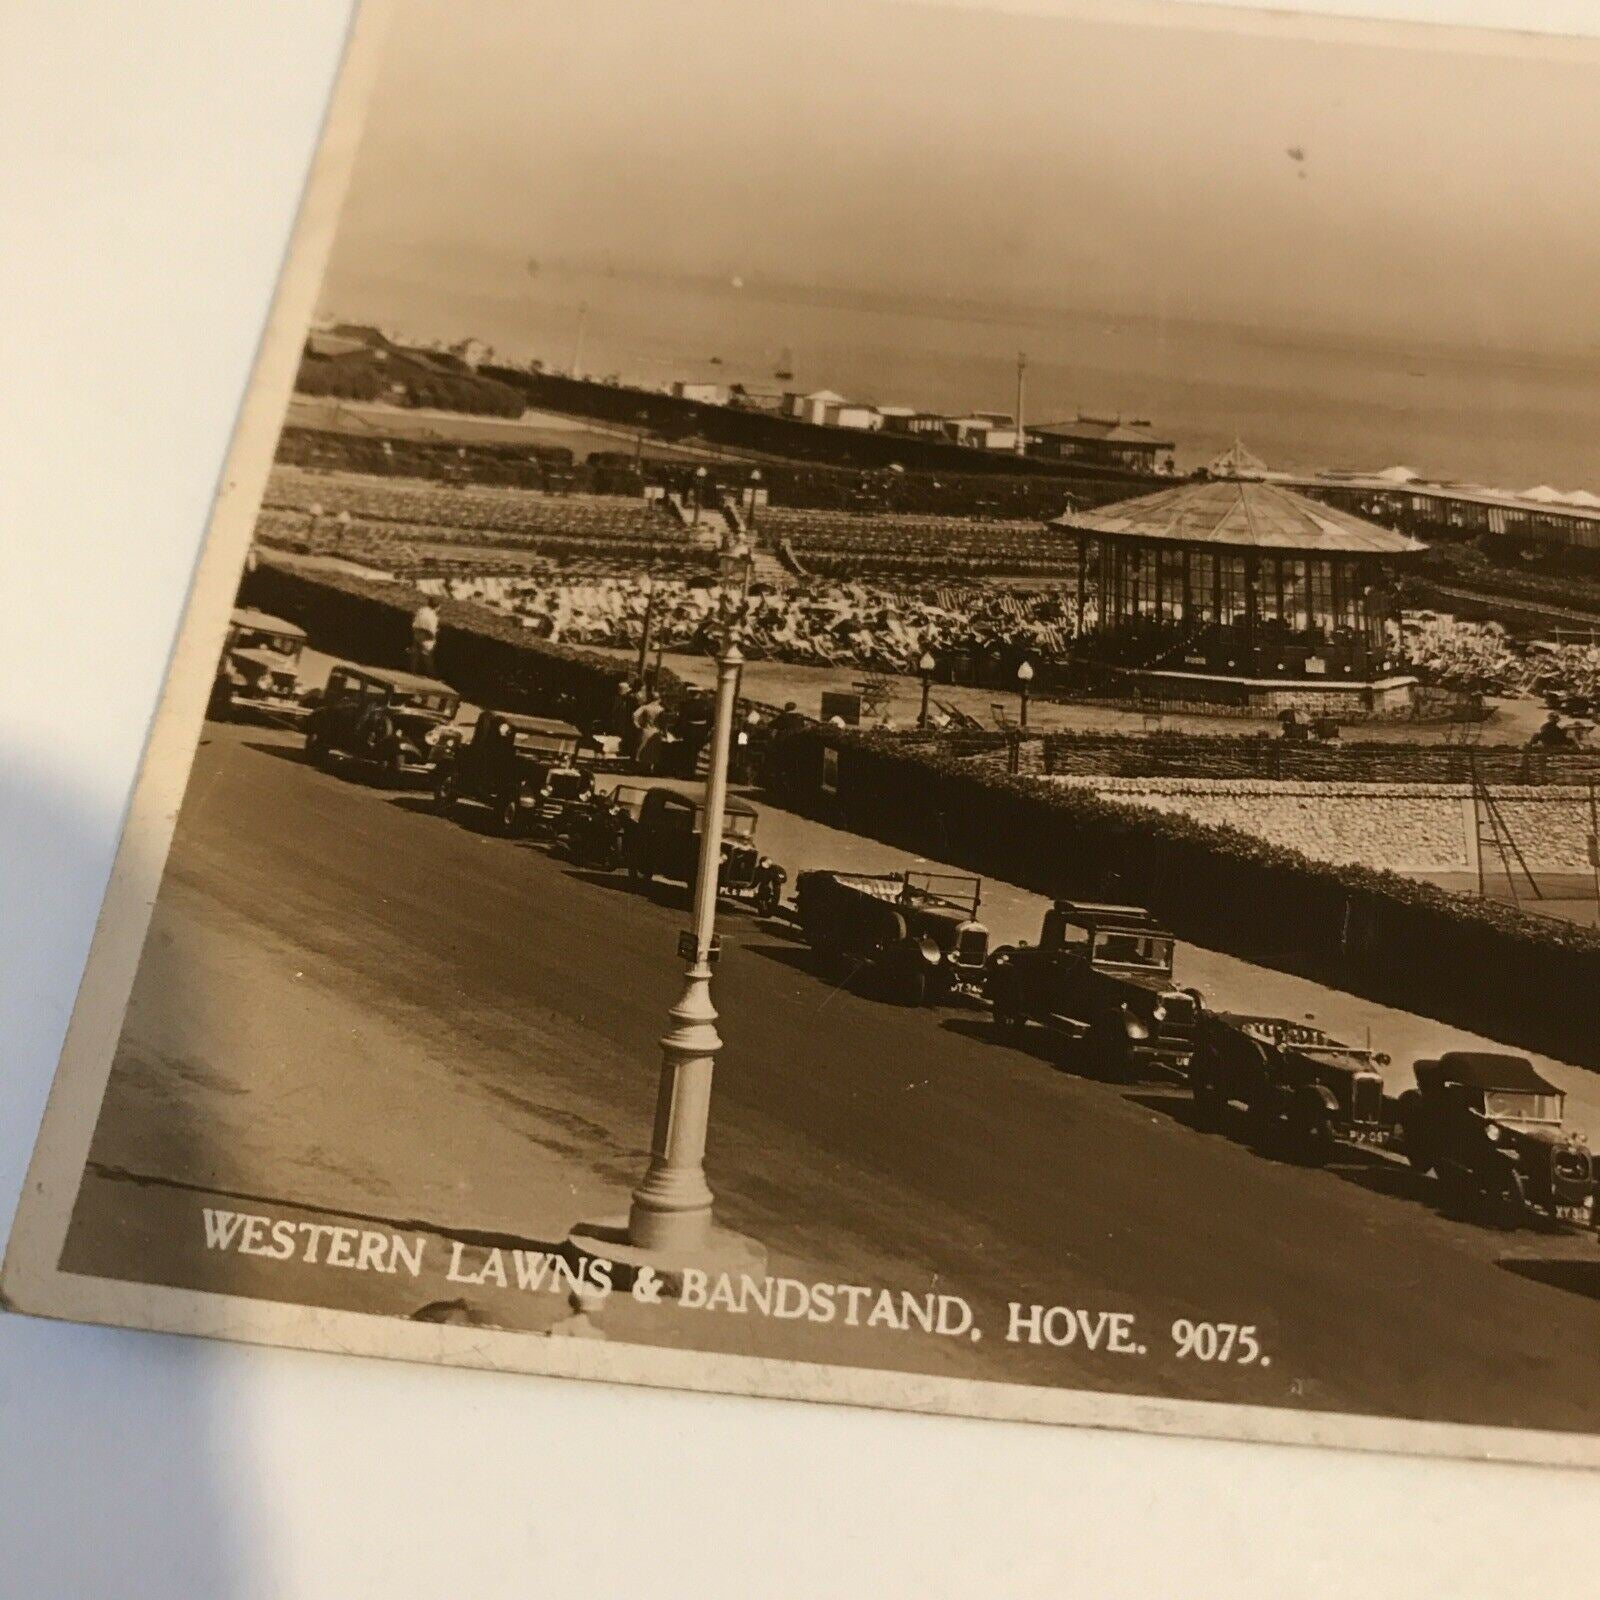 WESTERN LAWNS & BANDSTAND, HOVE. 9075.